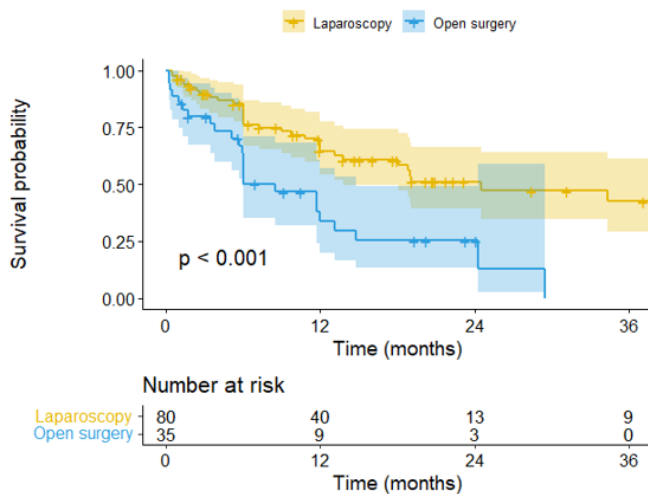 Laparoscopy Open surgery
1.00
0.75
0.50
0.25
0.00
Survival probability
p < 0.001
0 12 24 36
Time (months)
Number at risk
Laparoscopy 80 40 13 9
Open surgery 35 9 3 0
0 12 24 36
Time (months)